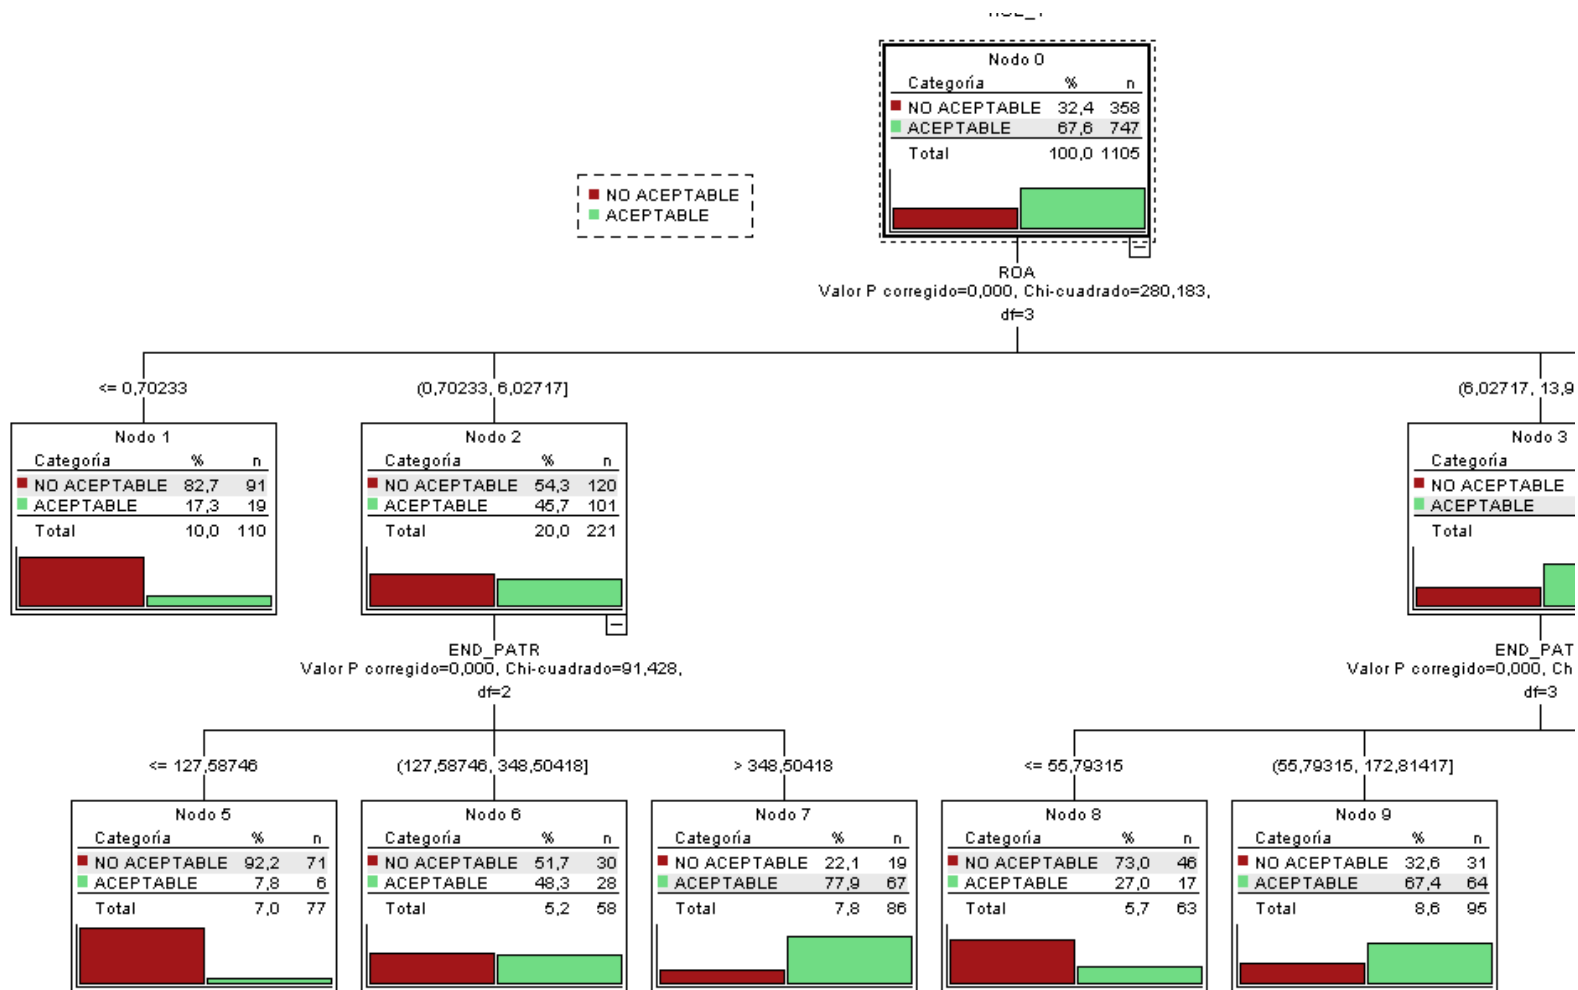 Nodo 0
Categoría % n
NO ACEPTABLE 32,4 358
ACEPTABLE 67,6 747
Total 100,0 1105
NO ACEPTABLE
ACEPTABLE
ROA
Valor P corregido=0,000, Chi-cuadrado=280,183,
df=3
<= 0,70233
(0,70233, 6,02717]
(6,02717, 13,9
Nodo 1
Categoría % n
NO ACEPTABLE 82,7 91
ACEPTABLE 17,3 19
Total 10,0 110
Nodo 2
Categoría % n
NO ACEPTABLE 54,3 120
ACEPTABLE 45,7 101
Total 20,0 221
Nodo 3
Categoría
NO ACEPTABLE
ACEPTABLE
Total
END_PATR
Valor P corregido=0,000, Chi-cuadrado=91,428,
df=2
END_PAT
Valor P corregido=0,000, Ch
df=3
<= 127,58746
(127,58746, 348,50418]
> 348,50418
<= 55,79315
(55,79315, 172,81417]
Nodo 5
Categoría % n
NO ACEPTABLE 92,2 71
ACEPTABLE 7,8 6
Total 7,0 77
Nodo 6
Categoría % n
NO ACEPTABLE 51,7 30
ACEPTABLE 48,3 28
Total 5,2 58
Nodo 7
Categoría % n
NO ACEPTABLE 22,1 19
ACEPTABLE 77,9 67
Total 7,8 86
Nodo 8
Categoría % n
NO ACEPTABLE 73,0 46
ACEPTABLE 27,0 17
Total 5,7 63
Nodo 9
Categoría % n
NO ACEPTABLE 32,6 31
ACEPTABLE 67,4 64
Total 8,6 95